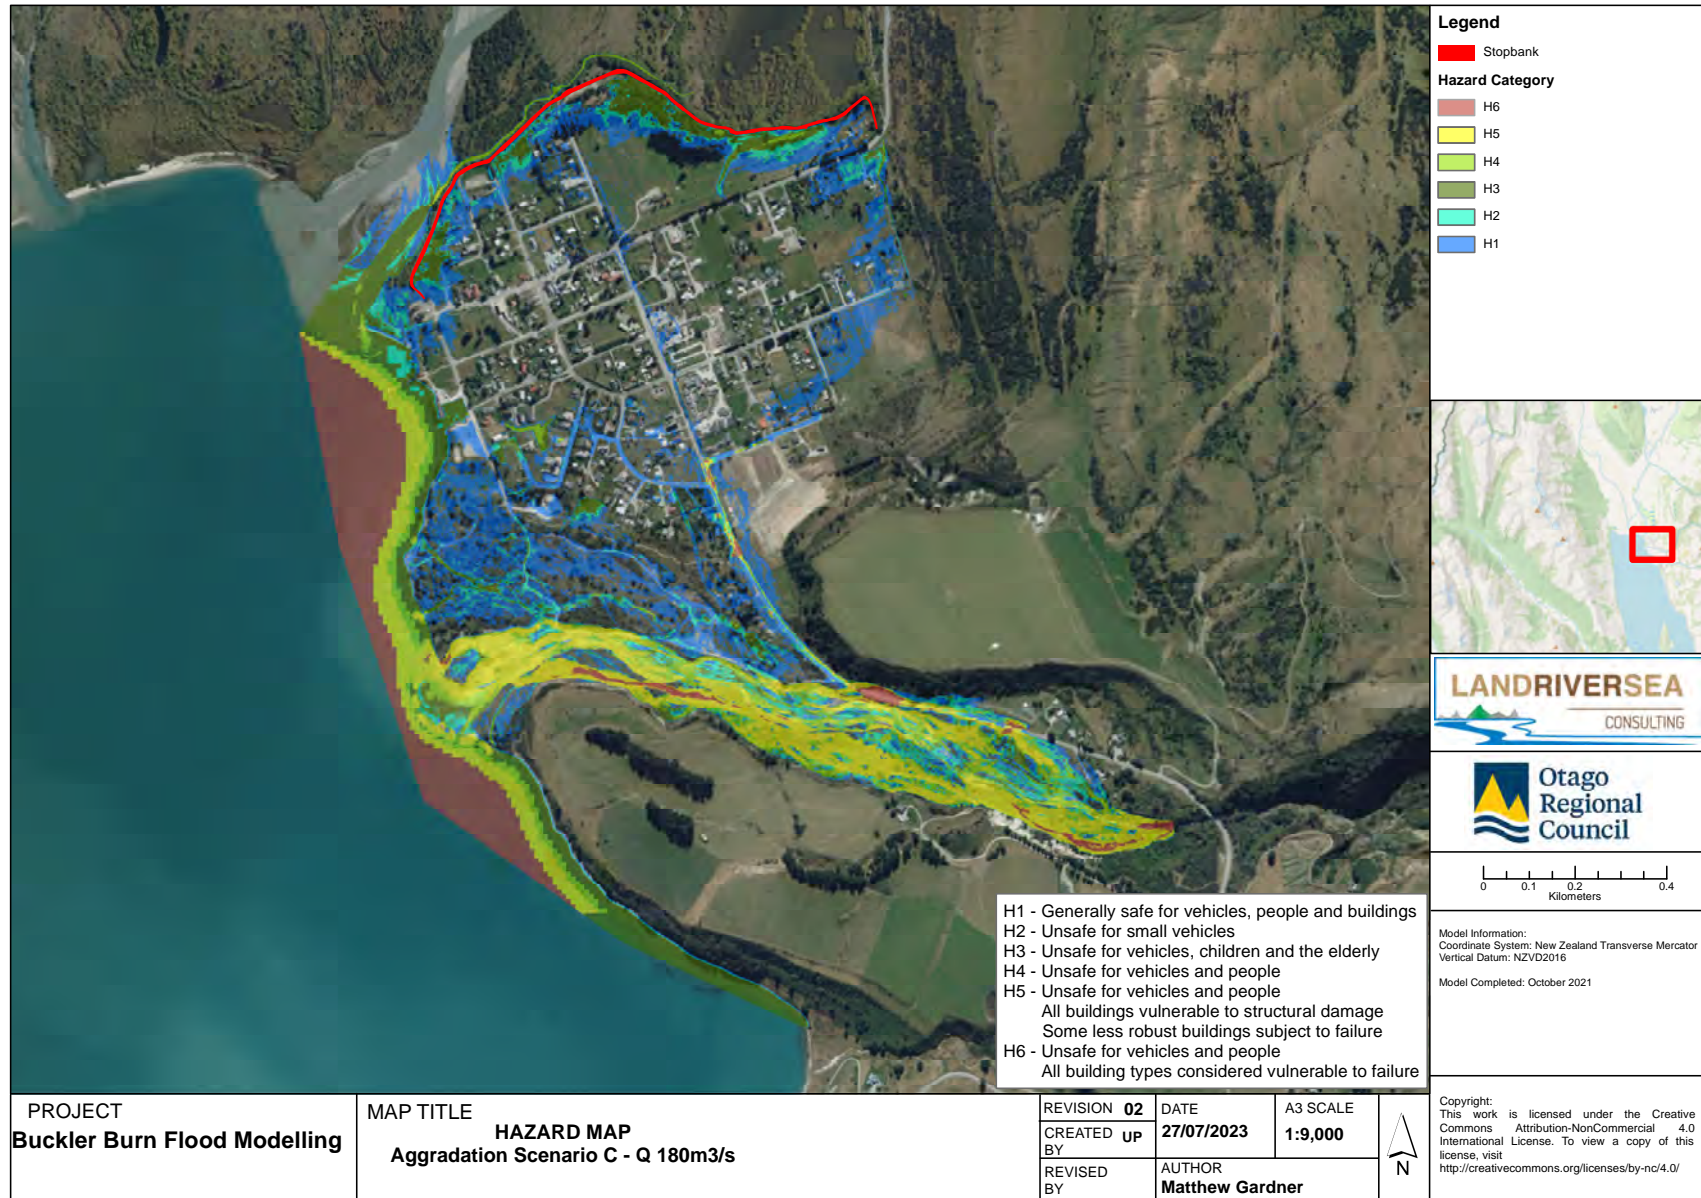 Legend
Stopbank
Hazard Category
H6
H5
H4
H3
H2
H1
LANDRIVERSEA
CONSULTING
Otago
Regional
Council
0 0.1 0.2 0.4
Kilometers
Model Information:
Coordinate System: New Zealand Transverse Mercator
Vertical Datum: NZVD2016
Model Completed: October 2021
H1 - Generally safe for vehicles, people and buildings
H2 - Unsafe for small vehicles
H3 - Unsafe for vehicles, children and the elderly
H4 - Unsafe for vehicles and people
H5 - Unsafe for vehicles and people
All buildings vulnerable to structural damage
Some less robust buildings subject to failure
H6 - Unsafe for vehicles and people
All building types considered vulnerable to failure
PROJECT
Buckler Burn Flood Modelling
MAP TITLE
HAZARD MAP
Aggradation Scenario C - Q 180m3/s
REVISION 02
CREATED BY UP
REVISED BY
DATE
27/07/2023
A3 SCALE
1:9,000
AUTHOR
Matthew Gardner
N
Copyright:
This work is licensed under the Creative
Commons Attribution-NonCommercial 4.0
International License. To view a copy of this
license, visit
http://creativecommons.org/licenses/by-nc/4.0/